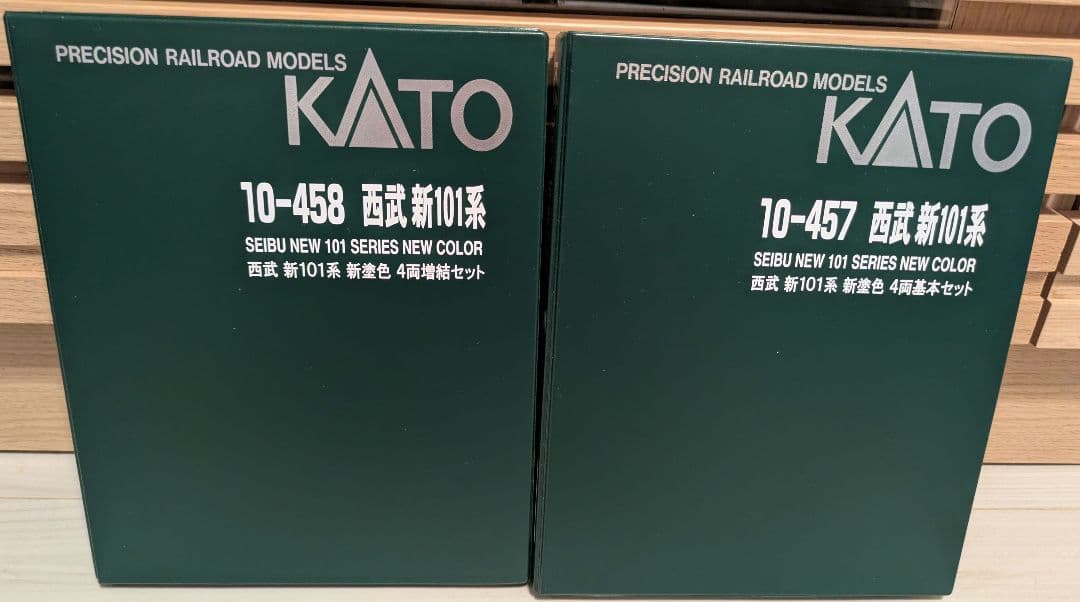 PRECISION RAILROAD MODELS
KATO
10-458 西武 新101系
SEIBU NEW 101 SERIES NEW COLOR
西武 新101系 新塗色 4両増結セット
PRECISION RAILROAD MODELS
KATO
10-457 西武 新101系
SEIBU NEW 101 SERIES NEW COLOR
西武 新101系 新塗色 4両基本セット